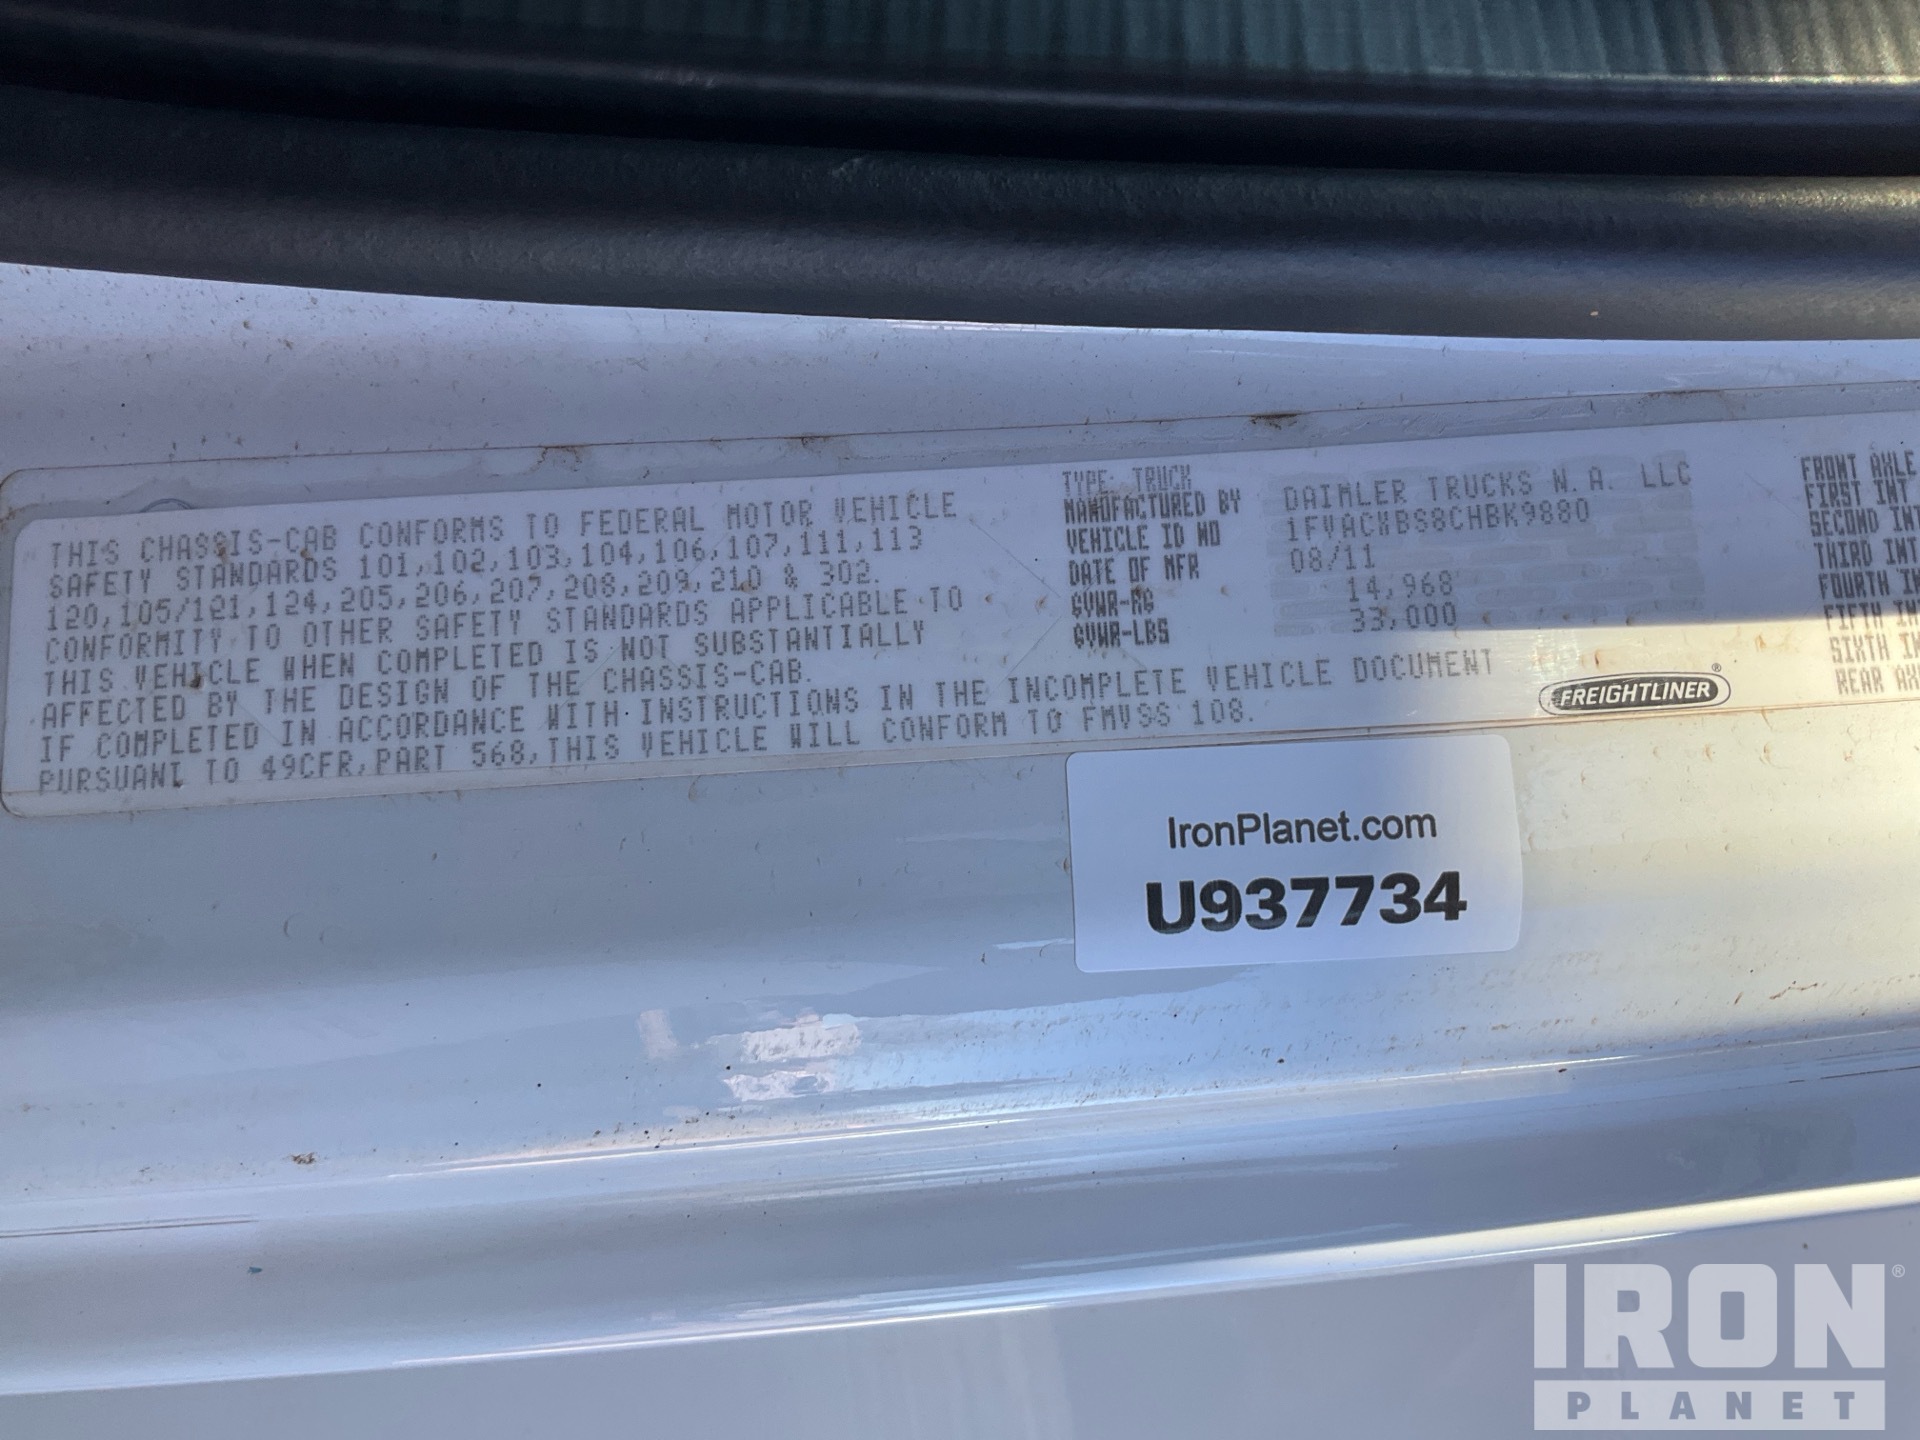 THIS CHASSIS-CAB CONFORMS TO FEDERAL MOTOR VEHICLE
SAFETY STANDARDS 101,102,103,104,106,107,111,113
120,105/121,124,205,206,207,208,209,210 & 302.
CONFORMITY TO OTHER SAFETY STANDARDS APPLICABLE TO
THIS VEHICLE WHEN COMPLETED IS NOT SUBSTANTIALLY
AFFECTED BY THE DESIGN OF THE CHASSIS-CAB.
IF COMPLETED IN ACCORDANCE WITH INSTRUCTIONS IN THE INCOMPLETE VEHICLE DOCUMENT
PURSUANT TO 49CFR,PART 568,THIS VEHICLE WILL CONFORM TO FMVSS 108.
TYPE: TRUCK
MANUFACTURED BY DAIMLER TRUCKS N.A. LLC
VEHICLE ID NO 1FVACXBS8CHBK9880
DATE OF MFR 08/11
GVWR-KG 14,968
GVWR-LBS 33,000
FREIGHTLINER®
FRONT AXLE
FIRST INT
SECOND INT
THIRD INT
FOURTH IN
FIFTH INT
SIXTH IN
REAR AX
IronPlanet.com
U937734
IRON®
PLANET